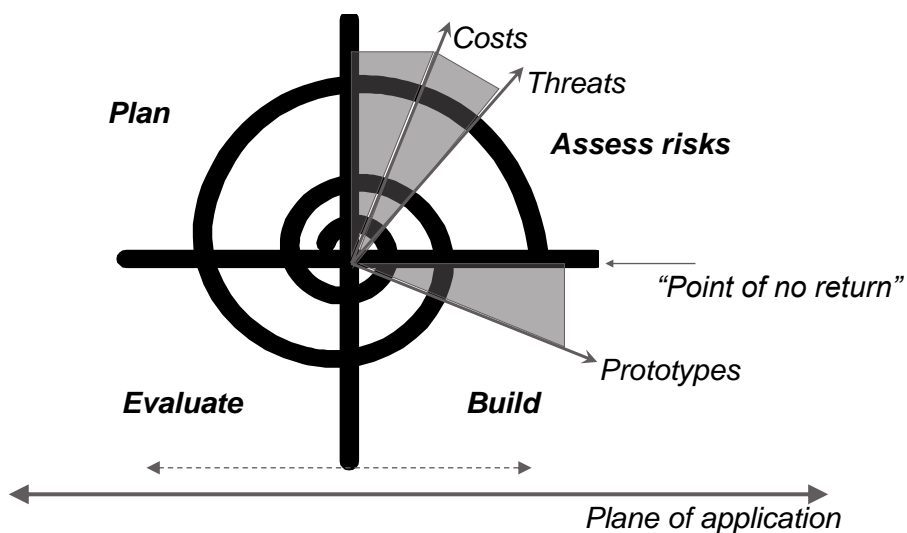 Costs
Threats
Plan
Assess risks
“Point of no return”
Prototypes
Evaluate
Build
Plane of application